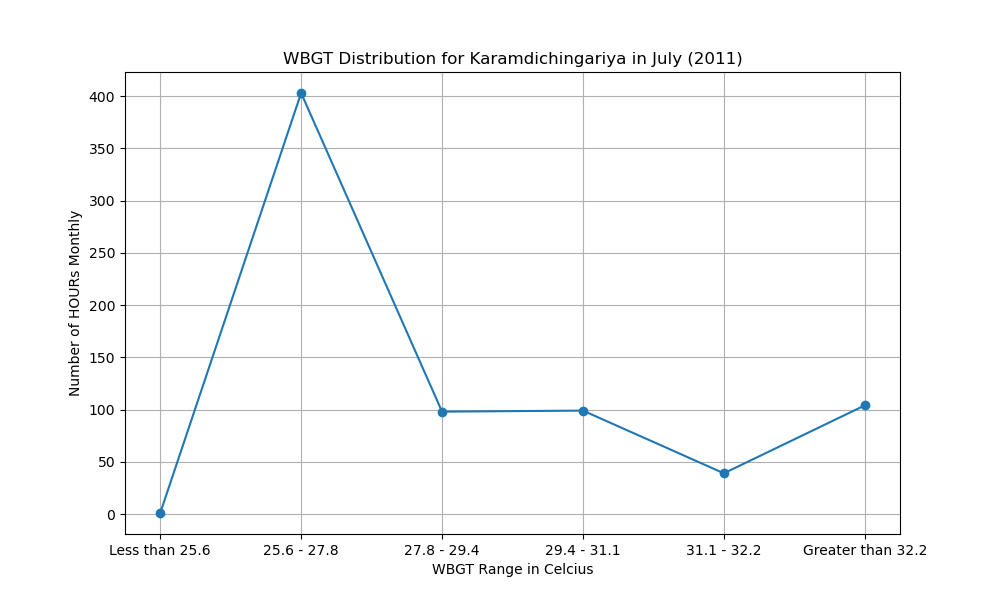 WBGT Distribution for Karamdichingariya in July (2011)
Number of HOURs Monthly
400
350
300
250
200
150
100
50
0
Less than 25.6
25.6 - 27.8
27.8 - 29.4
29.4 - 31.1
31.1 - 32.2
Greater than 32.2
WBGT Range in Celcius